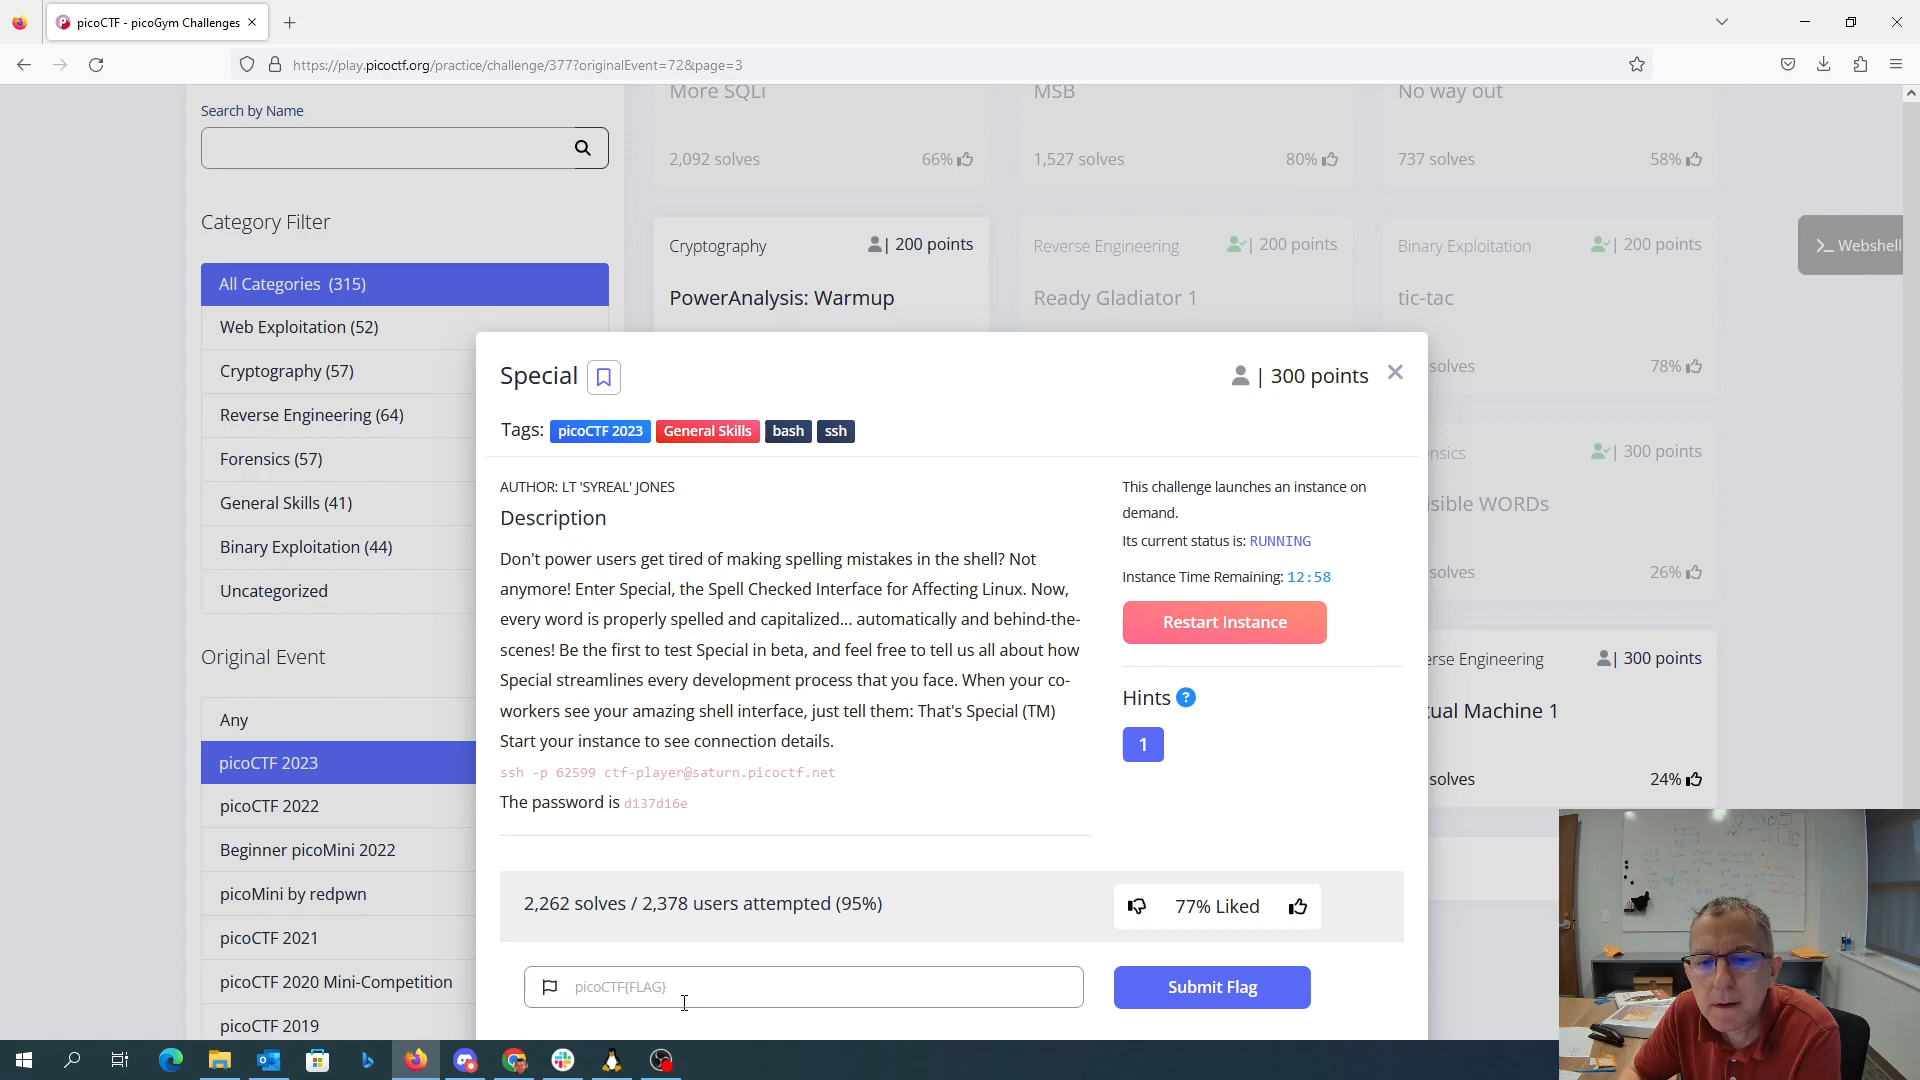 picoCTF - picoGym Challenges
https://play.picoctf.org/practice/challenge/377?originalEvent=72&page=3
Search by Name
Category Filter
All Categories (315)
Web Exploitation (52)
Cryptography (57)
Reverse Engineering (64)
Forensics (57)
General Skills (41)
Binary Exploitation (44)
Uncategorized
Original Event
Any
picoCTF 2023
picoCTF 2022
Beginner picoMini 2022
picoMini by redpwn
picoCTF 2021
picoCTF 2020 Mini-Competition
picoCTF 2019
More SQLi
2,092 solves
66%
MSB
1,527 solves
80%
No way out
737 solves
58%
Cryptography
| 200 points
PowerAnalysis: Warmup
Reverse Engineering
| 200 points
Ready Gladiator 1
Binary Exploitation
| 200 points
tic-tac
solves
78%
>_ Webshell
ensics
| 300 points
isible WORDs
solves
26%
erse Engineering
| 300 points
tual Machine 1
solves
24%
Special
| 300 points
Tags: picoCTF 2023 General Skills bash ssh
AUTHOR: LT 'SYREAL' JONES
Description
Don't power users get tired of making spelling mistakes in the shell? Not
anymore! Enter Special, the Spell Checked Interface for Affecting Linux. Now,
every word is properly spelled and capitalized... automatically and behind-the-
scenes! Be the first to test Special in beta, and feel free to tell us all about how
Special streamlines every development process that you face. When your co-
workers see your amazing shell interface, just tell them: That's Special (TM)
Start your instance to see connection details.
ssh -p 62599 ctf-player@saturn.picoctf.net
The password is d137d16e
This challenge launches an instance on
demand.
Its current status is: RUNNING
Instance Time Remaining: 12:58
Restart Instance
Hints ?
1
2,262 solves / 2,378 users attempted (95%)
77% Liked
picoCTF{FLAG}
Submit Flag